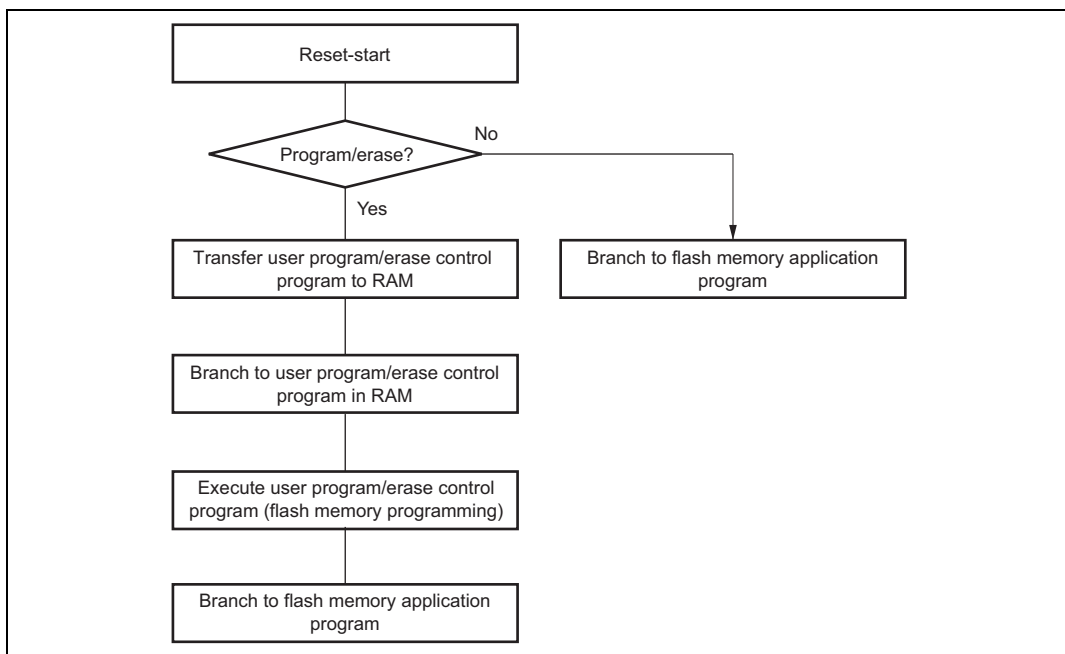 Reset-start
Program/erase?
No
Yes
Transfer user program/erase control
program to RAM
Branch to flash memory application
program
Branch to user program/erase control
program in RAM
Execute user program/erase control
program (flash memory programming)
Branch to flash memory application
program